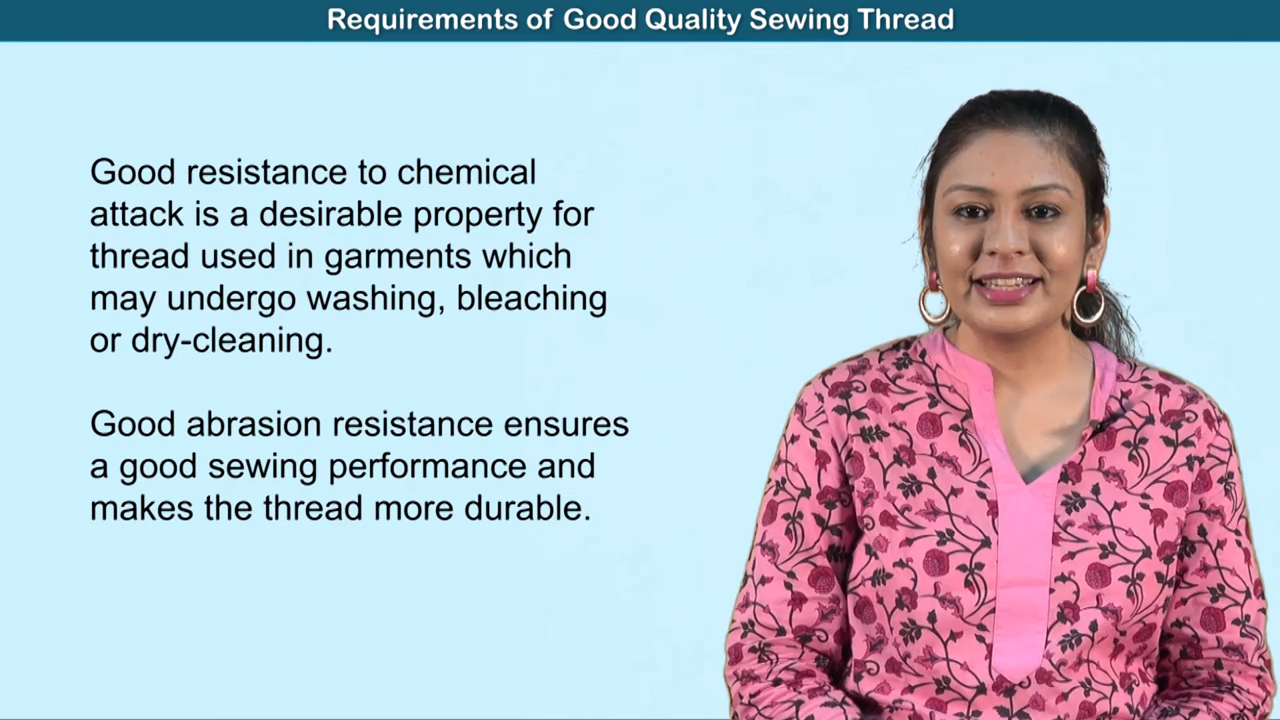 Requirements of Good Quality Sewing Thread
Good resistance to chemical
attack is a desirable property for
thread used in garments which
may undergo washing, bleaching
or dry-cleaning.
Good abrasion resistance ensures
a good sewing performance and
makes the thread more durable.